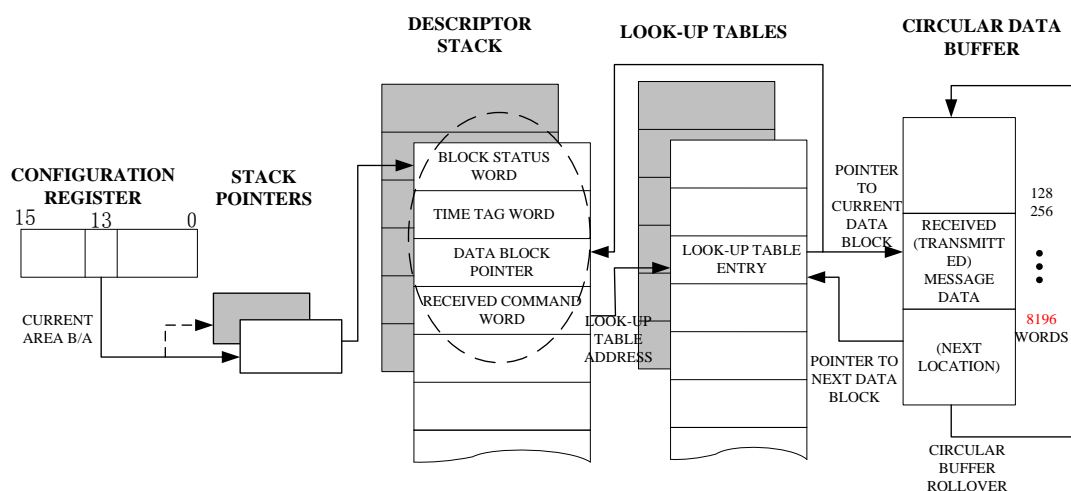 DESCRIPTOR
STACK
LOOK-UP TABLES
CIRCULAR DATA
BUFFER
CONFIGURATION
REGISTER
15 13 0
STACK
POINTERS
CURRENT
AREA B/A
BLOCK STATUS
WORD
TIME TAG WORD
DATA BLOCK
POINTER
RECEIVED COMMAND
WORD
LOOK-UP
TABLE
ADDRESS
LOOK-UP TABLE
ENTRY
POINTER
TO
CURRENT
DATA
BLOCK
POINTER TO
NEXT DATA
BLOCK
RECEIVED
(TRANSMITT
ED)
MESSAGE
DATA
(NEXT
LOCATION)
128
256
8196
WORDS
CIRCULAR
BUFFER
ROLLOVER